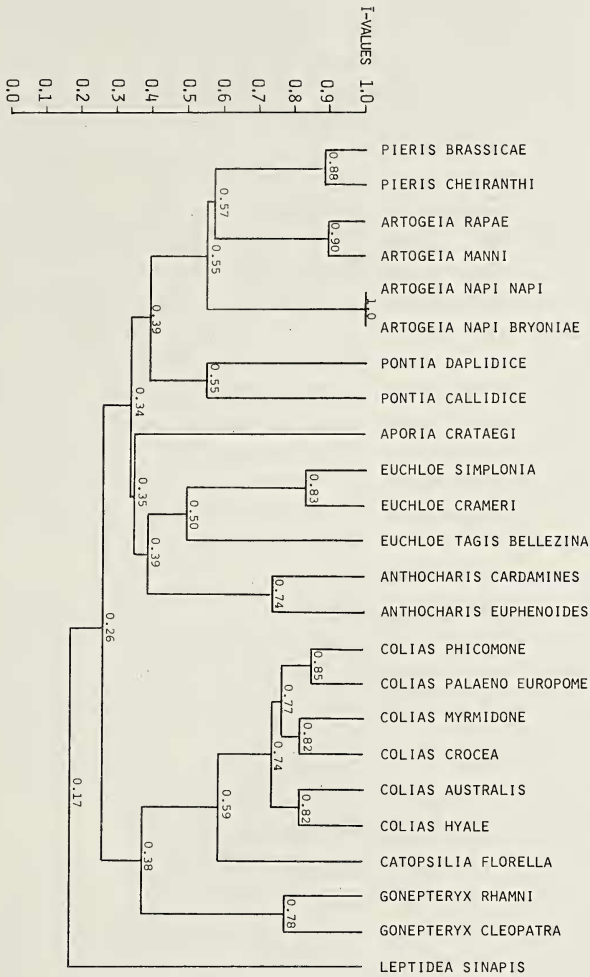 Ī-VALUES
1.0
0.9
0.8
0.7
0.6
0.5
0.4
0.3
0.2
0.1
0.0
PIERIS BRASSICAE
0.88
PIERIS CHEIRANTHI
0.57
ARTOGEIA RAPAE
0.90
ARTOGEIA MANNI
0.55
ARTOGEIA NAPI NAPI
1.0
ARTOGEIA NAPI BRYONIAE
0.39
PONTIA DAPLIDICE
0.55
PONTIA CALLIDICE
0.34
APORIA CRATAEGI
0.35
EUCHLOE SIMPLONIA
0.83
EUCHLOE CRAMERI
0.50
EUCHLOE TAGIS BELLEZINA
0.39
ANTHOCHARIS CARDAMINES
0.74
ANTHOCHARIS EUPHENOIDES
0.26
COLIAS PHICOMONE
0.85
COLIAS PALAENO EUROPOME
0.77
COLIAS MYRMIDONE
0.82
COLIAS CROCEA
0.74
COLIAS AUSTRALIS
0.82
COLIAS HYALE
0.59
CATOPSILIA FLORELLA
0.38
GONEPTERYX RHAMNI
0.78
GONEPTERYX CLEOPATRA
0.17
LEPTIDEA SINAPIS